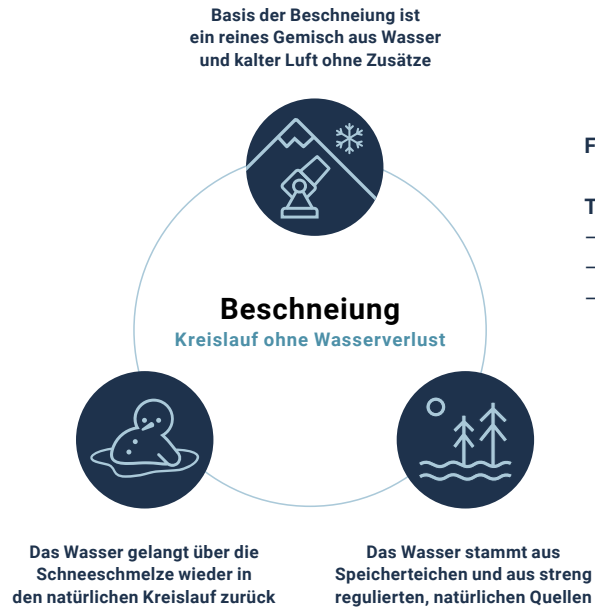 Basis der Beschneiung ist
ein reines Gemisch aus Wasser
und kalter Luft ohne Zusätze
F
T
–
–
–
Beschneiung
Kreislauf ohne Wasserverlust
Das Wasser gelangt über die
Schneeschmelze wieder in
den natürlichen Kreislauf zurück
Das Wasser stammt aus
Speicherteichen und aus streng
regulierten, natürlichen Quellen